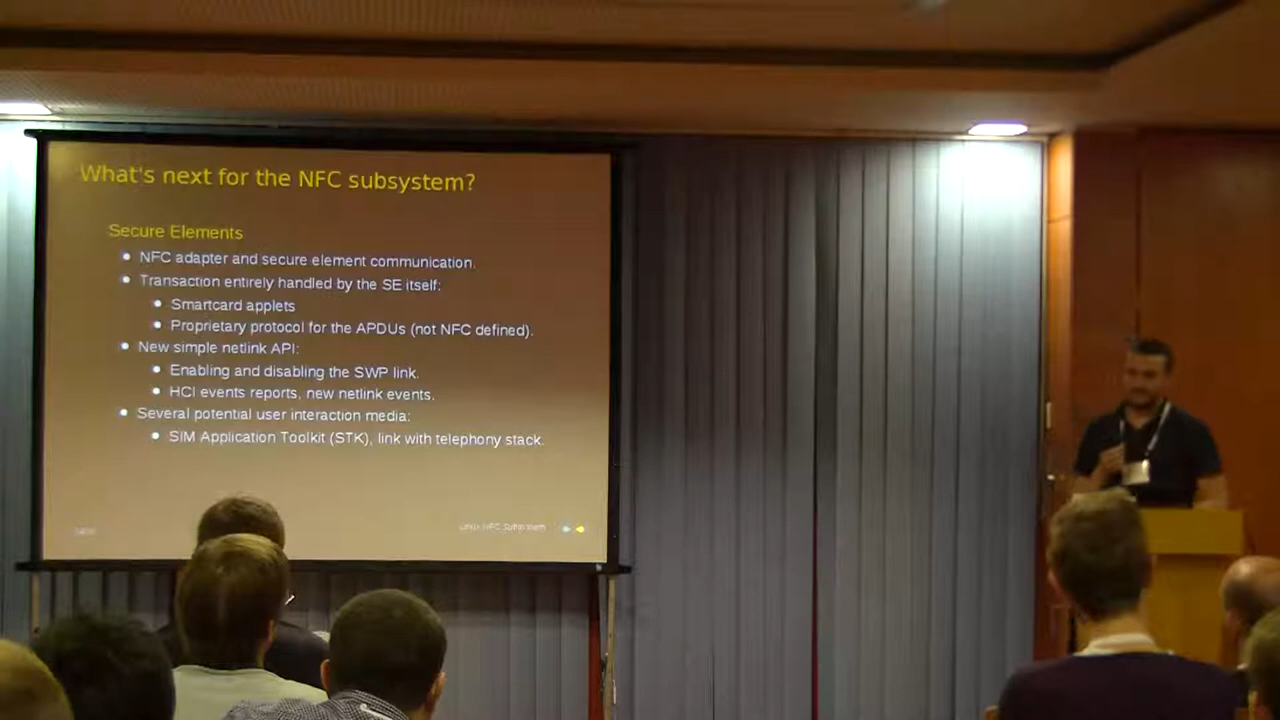 What's next for the NFC subsystem?
Secure Elements
NFC adapter and secure element communication.
Transaction entirely handled by the SE itself:
Smartcard applets
Proprietary protocol for the APDUs (not NFC defined).
New simple netlink API:
Enabling and disabling the SWP link.
HCI events reports, new netlink events.
Several potential user interaction media:
SIM Application Toolkit (STK), link with telephony stack.
Linux NFC Subsystem